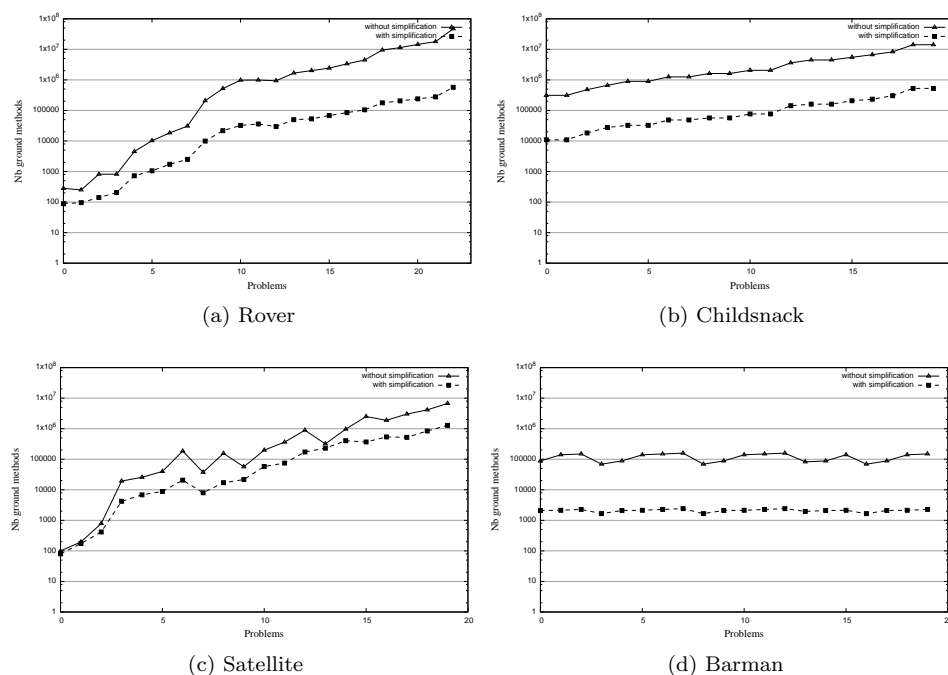 1x10^8
1x10^7
1x10^6
100000
10000
1000
100
10
1
Nb ground methods
without simplification
with simplification
0 5 10 15 20
Problems
(a) Rover
1x10^8
1x10^7
1x10^6
100000
10000
1000
100
10
1
Nb ground methods
without simplification
with simplification
0 5 10 15
Problems
(b) Childsnack
1x10^8
1x10^7
1x10^6
100000
10000
1000
100
10
1
Nb ground methods
without simplification
with simplification
0 5 10 15 20
Problems
(c) Satellite
1x10^8
1x10^7
1x10^6
100000
10000
1000
100
10
1
Nb ground methods
without simplification
with simplification
0 5 10 15 2
Problems
(d) Barman